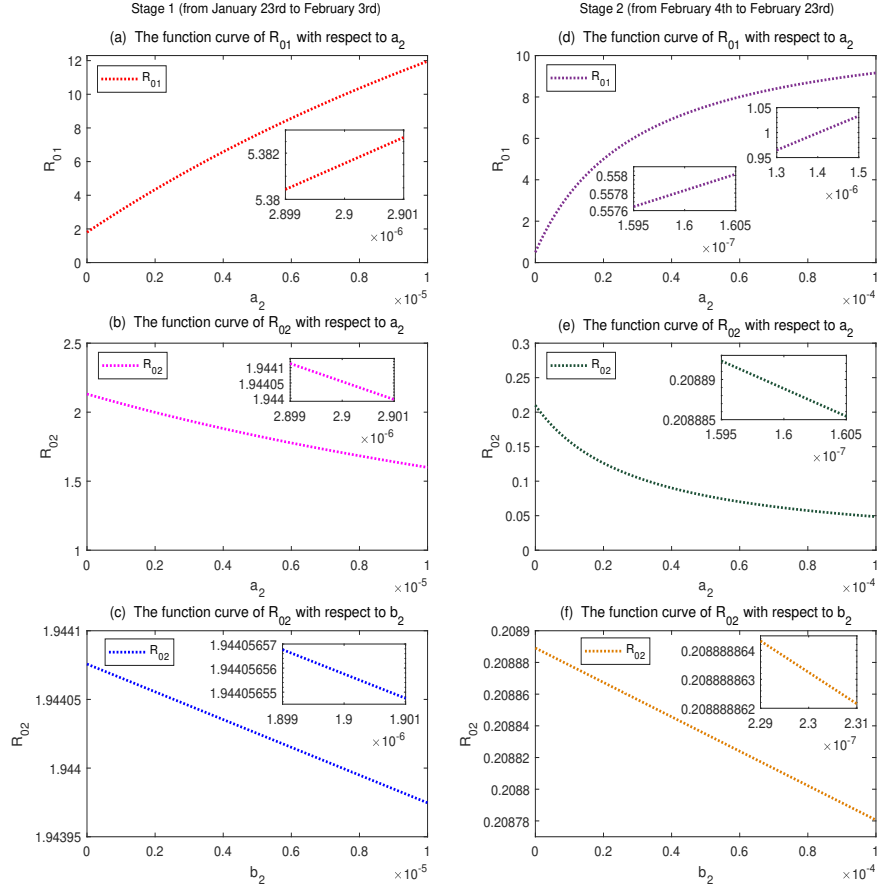 Stage 1 (from January 23rd to February 3rd)
Stage 2 (from February 4th to February 23rd)
(a) The function curve of R01 with respect to a2
12
10
8
6
4
2
0
R01
R01
5.382
5.38
2.899 2.9 2.901
×10-6
0 0.2 0.4 0.6 0.8 1
a2
×10-5
(d) The function curve of R01 with respect to a2
10
8
6
4
2
0
R01
R01
1.05
1
0.95
1.3 1.4 1.5
×10-6
0.558
0.5578
0.5576
1.595 1.6 1.605
×10-7
0 0.2 0.4 0.6 0.8 1
a2
×10-4
(b) The function curve of R02 with respect to a2
2.5
2
1.5
1
R02
R02
1.9441
1.94405
1.944
2.899 2.9 2.901
×10-6
0 0.2 0.4 0.6 0.8 1
a2
×10-5
(e) The function curve of R02 with respect to a2
0.3
0.25
0.2
0.15
0.1
0.05
0
R02
R02
0.20889
0.208885
1.595 1.6 1.605
×10-7
0 0.2 0.4 0.6 0.8 1
a2
×10-4
(c) The function curve of R02 with respect to b2
1.9441
1.94405
1.944
1.94395
R02
R02
1.94405657
1.94405656
1.94405655
1.899 1.9 1.901
×10-6
0 0.2 0.4 0.6 0.8 1
b2
×10-5
(f) The function curve of R02 with respect to b2
0.2089
0.20888
0.20886
0.20884
0.20882
0.2088
0.20878
R02
R02
0.208888864
0.208888863
0.208888862
2.29 2.3 2.31
×10-7
0 0.2 0.4 0.6 0.8 1
b2
×10-4